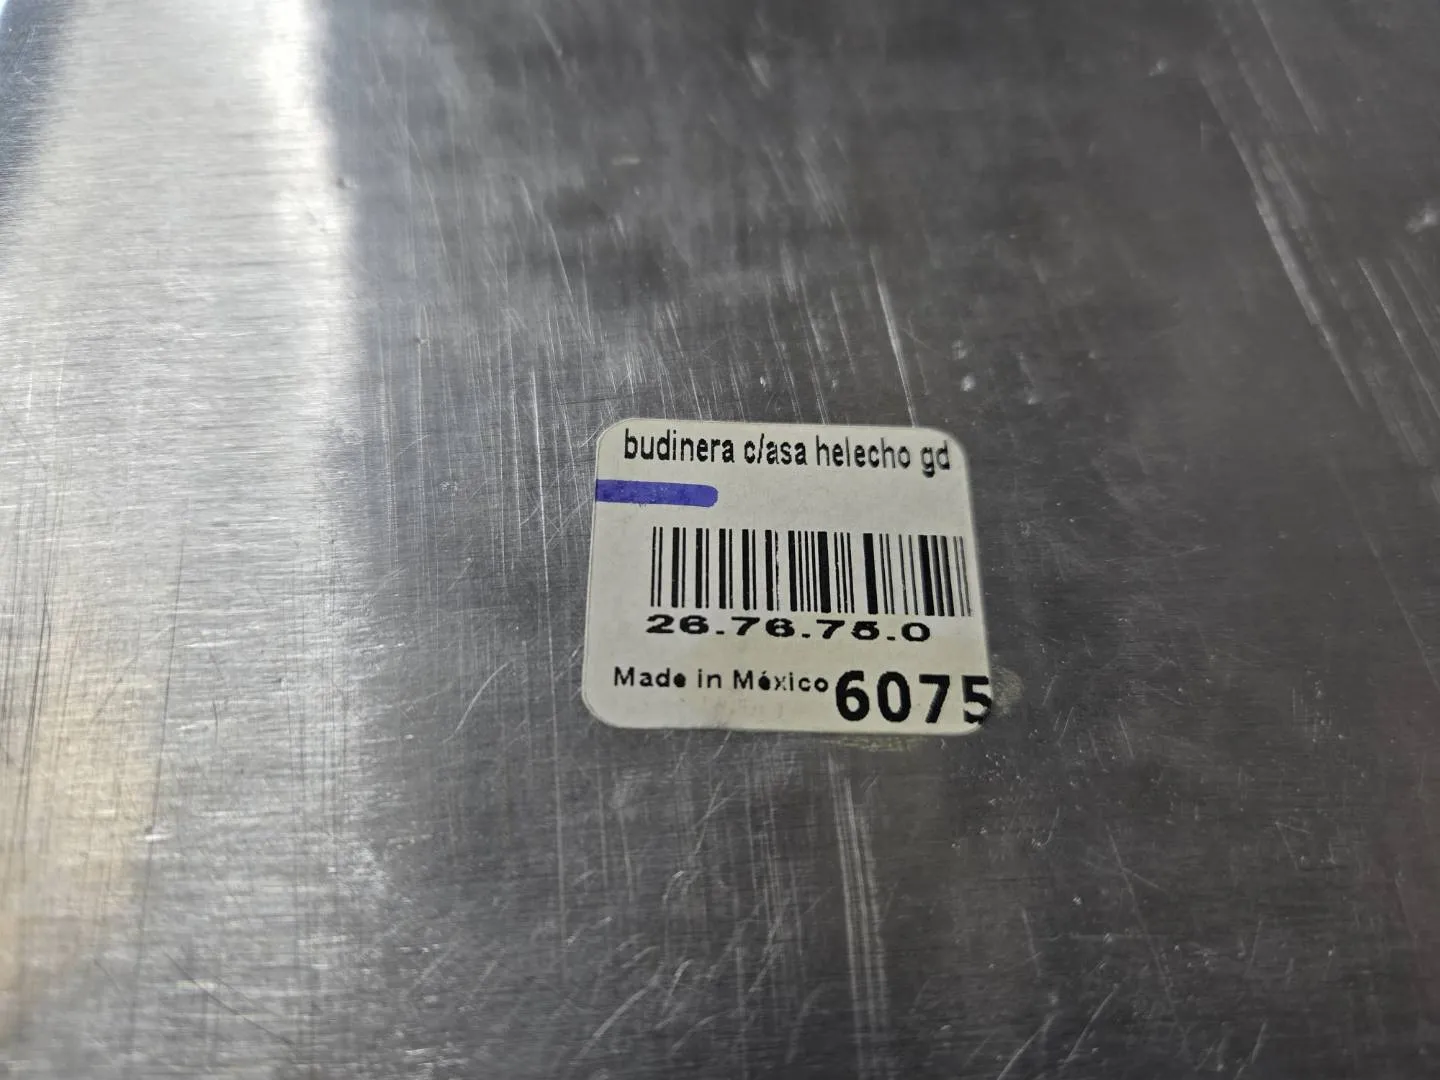 budinera c/asa helecho gd
26.76.75.0
Made in México 6075